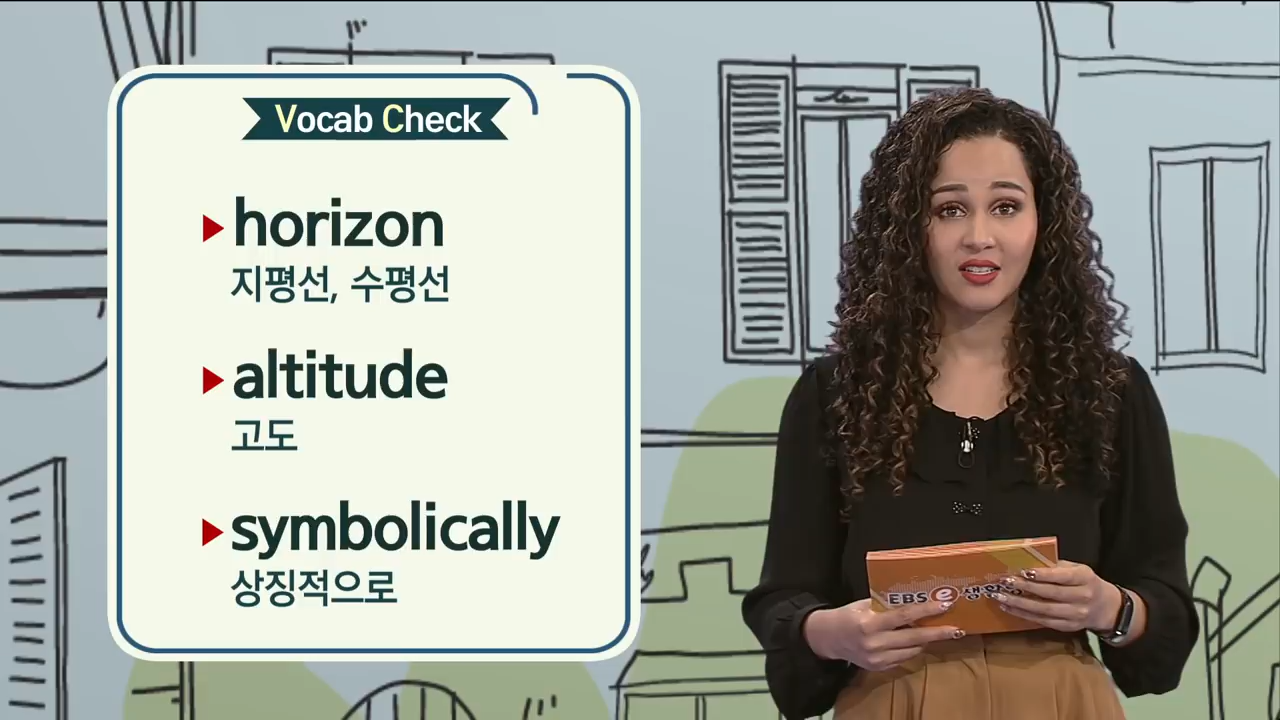 Vocab Check
horizon
지평선, 수평선
altitude
고도
symbolically
상징적으로
EBS e